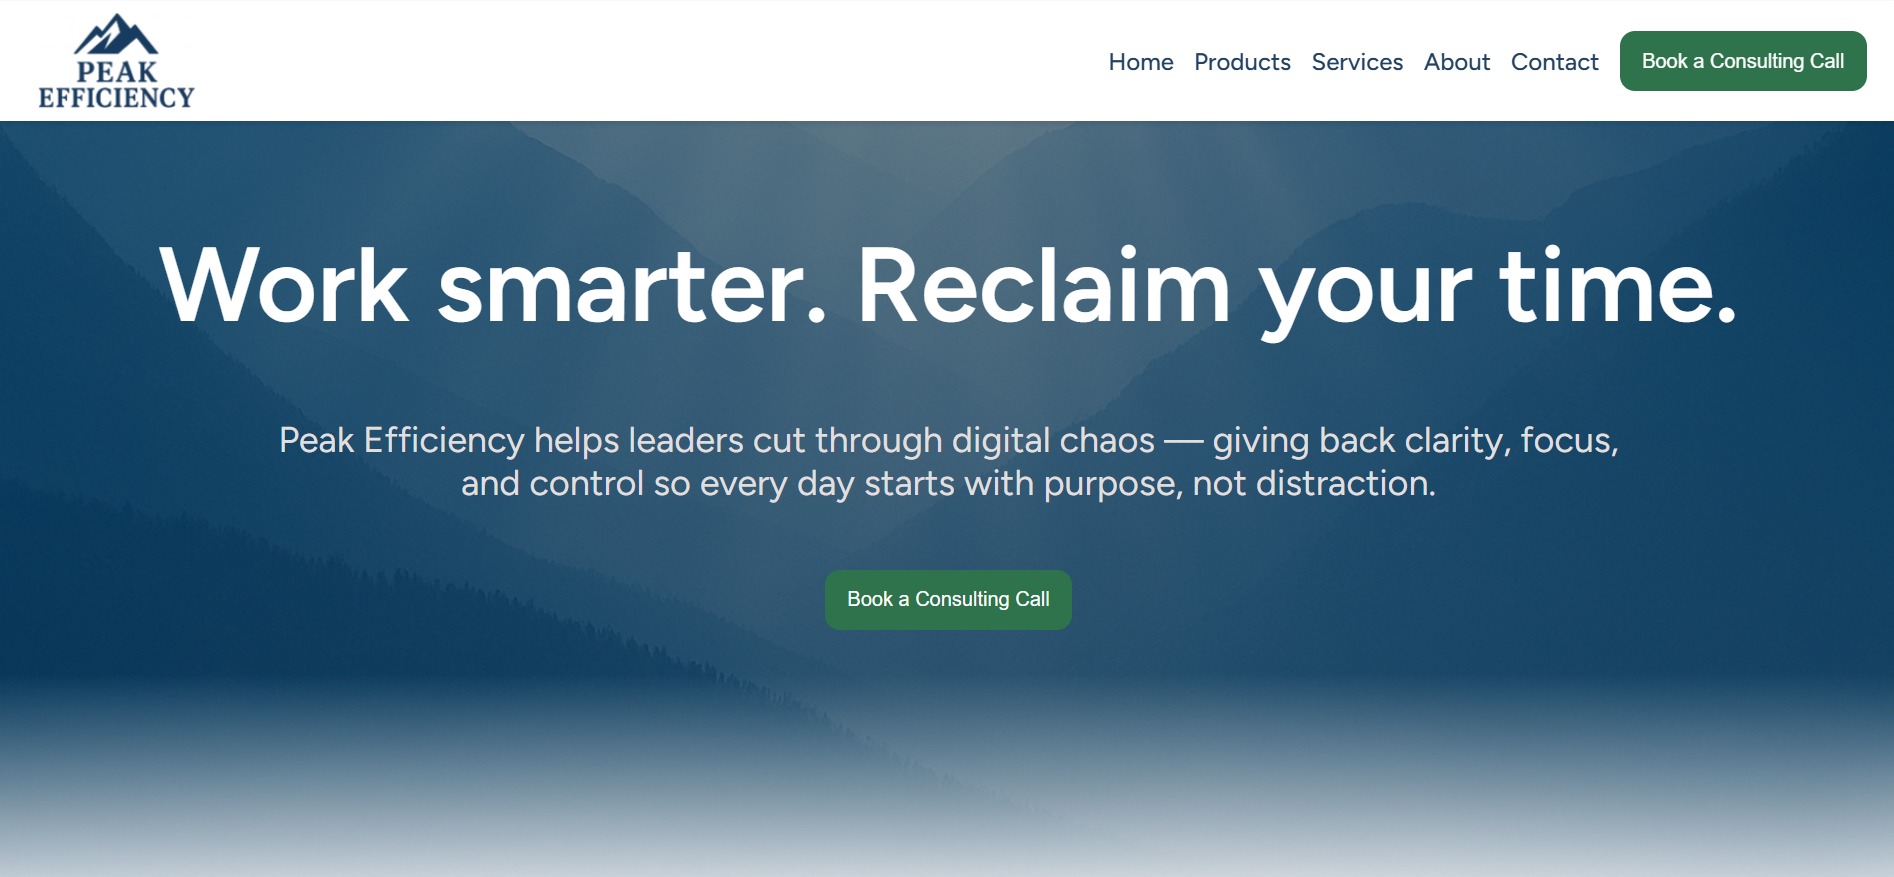 PEAK
EFFICIENCY
Home Products Services About Contact Book a Consulting Call
Work smarter. Reclaim your time.
Peak Efficiency helps leaders cut through digital chaos — giving back clarity, focus,
and control so every day starts with purpose, not distraction.
Book a Consulting Call